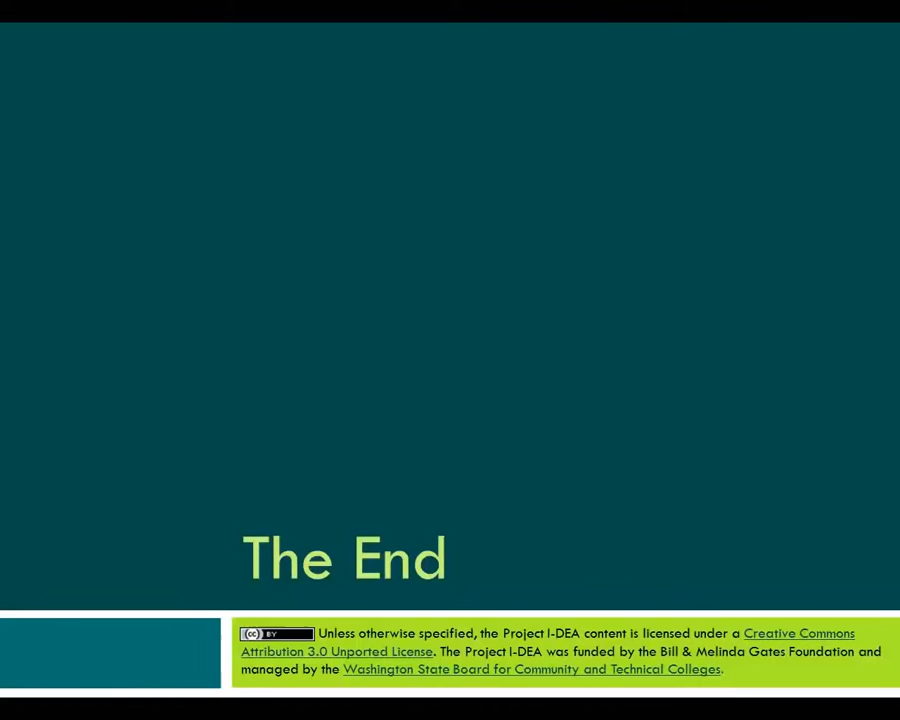 The End
cc BY Unless otherwise specified, the Project I-DEA content is licensed under a Creative Commons
Attribution 3.0 Unported License. The Project I-DEA was funded by the Bill & Melinda Gates Foundation and
managed by the Washington State Board for Community and Technical Colleges.